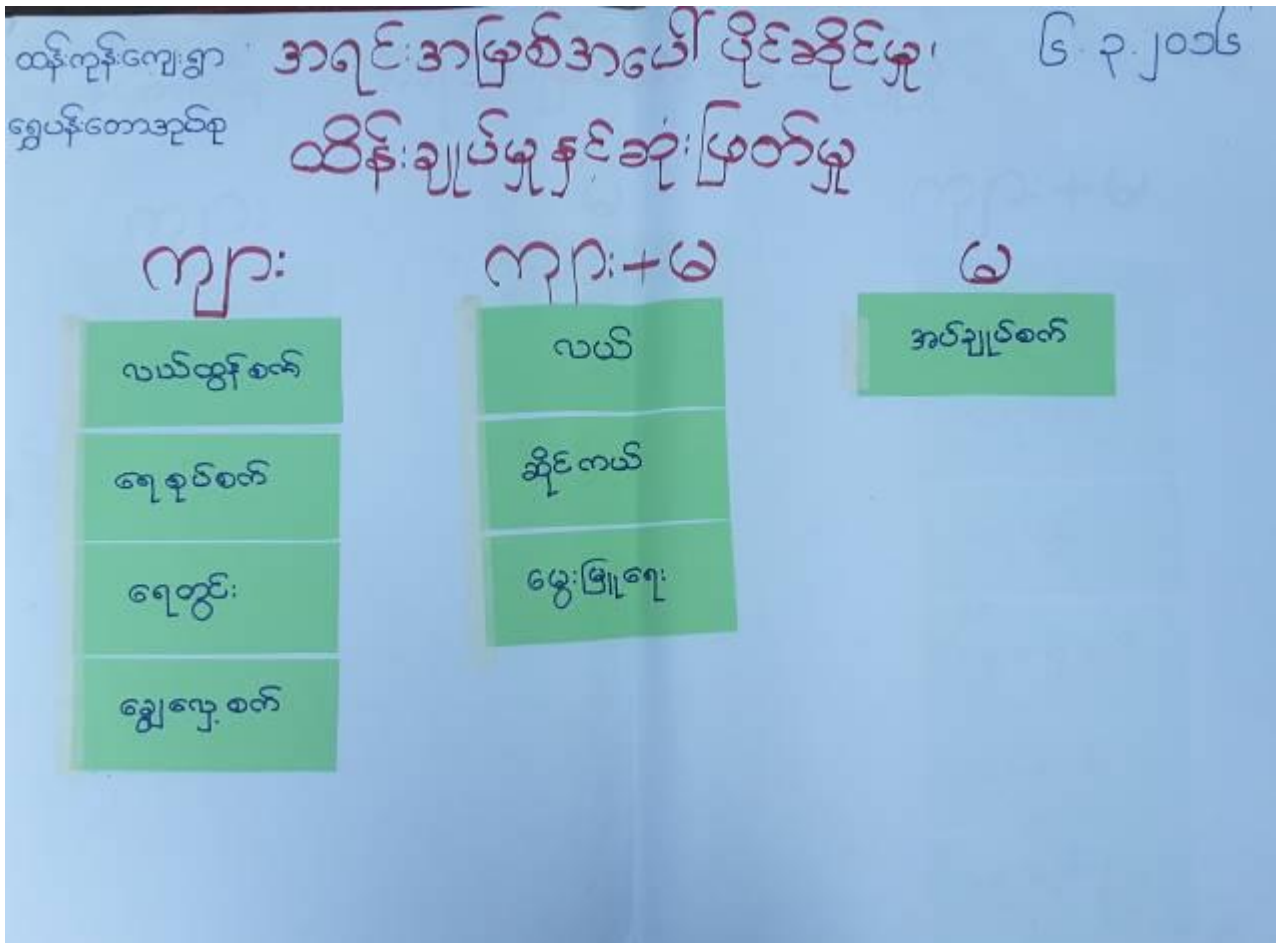 ထန်းကုန်းကျေးရွာ အရင်းအမြစ်အပေါ် ပိုင်ဆိုင်မှု၊ ၆.၃.၂၀၁၆
ရွှေပန်းတောအုပ်စု ထိန်းချုပ်မှုနှင့်ဆုံးဖြတ်မှု
ကျား ကျား+မ မ
လယ်ထွန်စက် လယ် အပ်ချုပ်စက်
ရေစုပ်စက် ဆိုင်ကယ်
ရေတွင်း မွေးမြူရေး
ချွေလှေ့စက်